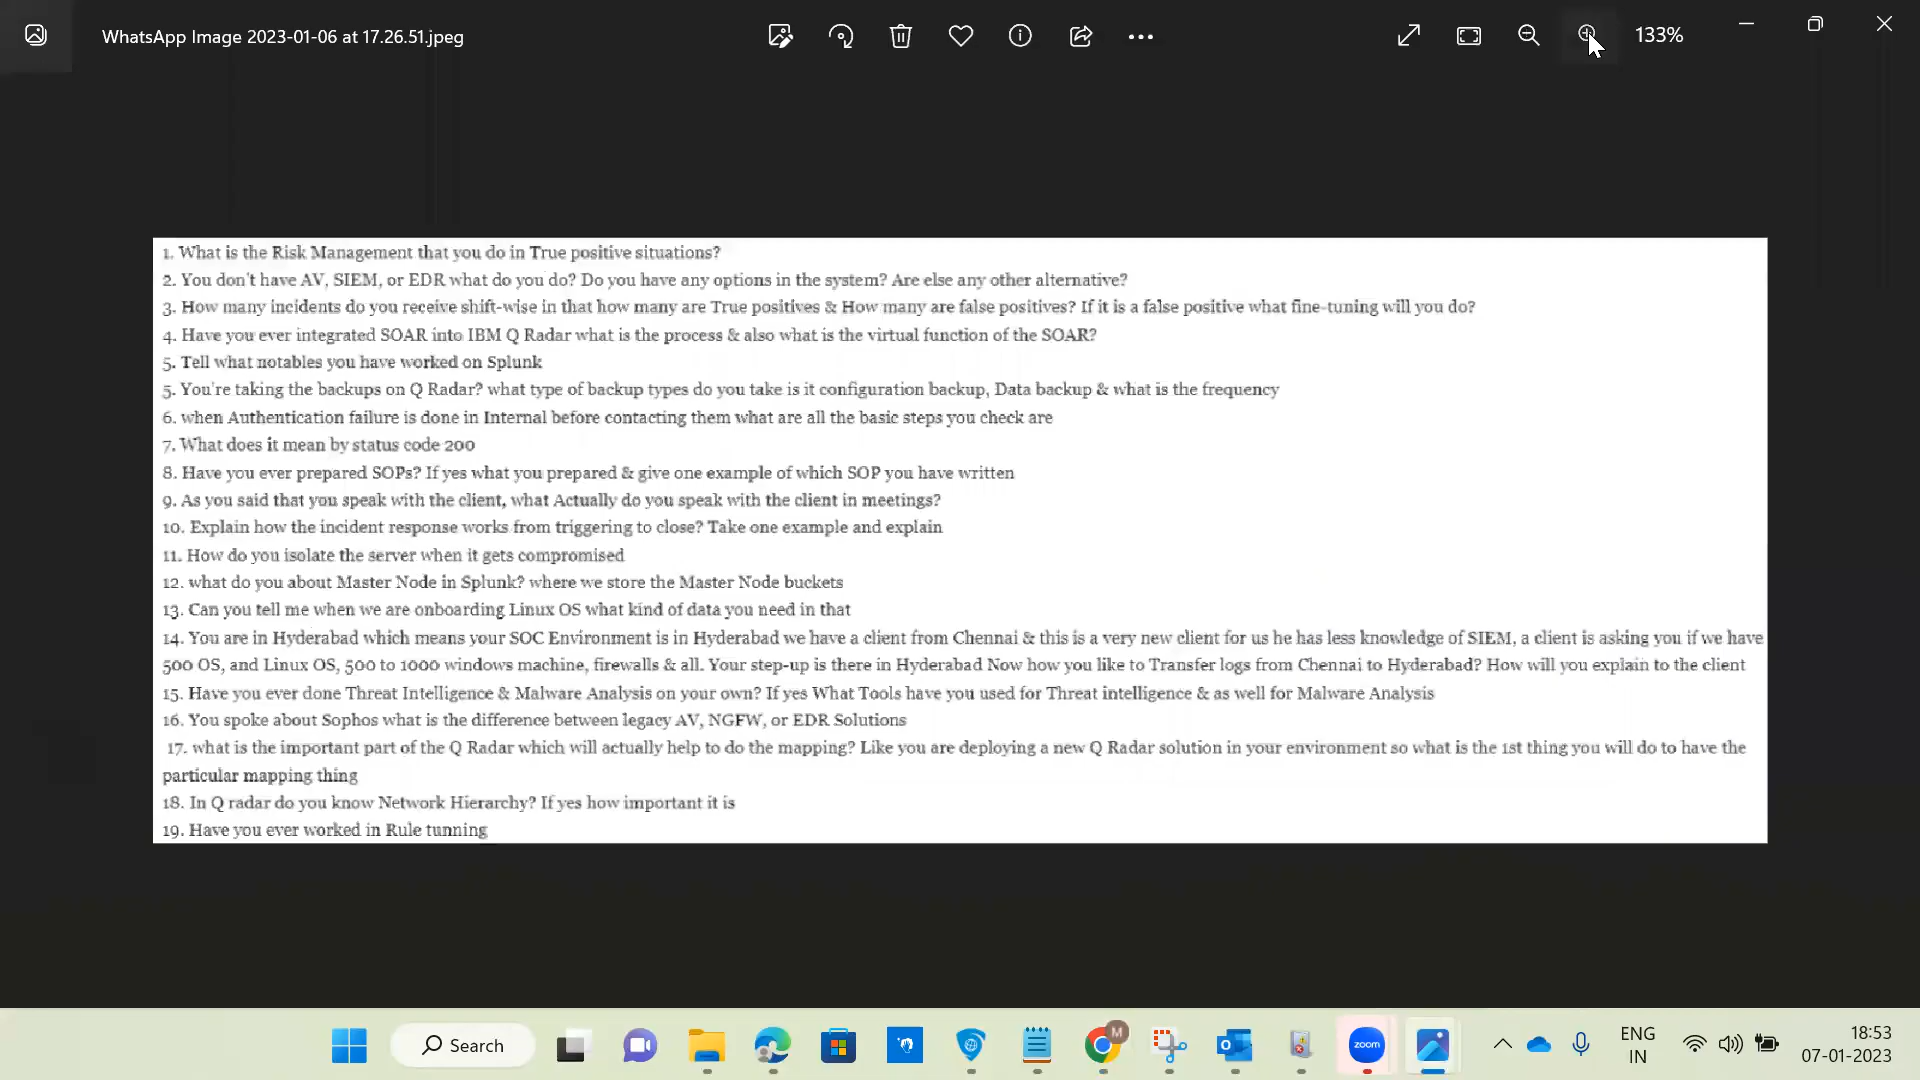 WhatsApp Image 2023-01-06 at 17.26.51.jpeg
133%
1. What is the Risk Management that you do in True positive situations?
2. You don't have AV, SIEM, or EDR what do you do? Do you have any options in the system? Are else any other alternative?
3. How many incidents do you receive shift-wise in that how many are True positives & How many are false positives? If it is a false positive what fine-tuning will you do?
4. Have you ever integrated SOAR into IBM Q Radar what is the process & also what is the virtual function of the SOAR?
5. Tell what notables you have worked on Splunk
5. You're taking the backups on Q Radar? what type of backup types do you take is it configuration backup, Data backup & what is the frequency
6. when Authentication failure is done in Internal before contacting them what are all the basic steps you check are
7. What does it mean by status code 200
8. Have you ever prepared SOPs? If yes what you prepared & give one example of which SOP you have written
9. As you said that you speak with the client, what Actually do you speak with the client in meetings?
10. Explain how the incident response works from triggering to close? Take one example and explain
11. How do you isolate the server when it gets compromised
12. what do you about Master Node in Splunk? where we store the Master Node buckets
13. Can you tell me when we are onboarding Linux OS what kind of data you need in that
14. You are in Hyderabad which means your SOC Environment is in Hyderabad we have a client from Chennai & this is a very new client for us he has less knowledge of SIEM, a client is asking you if we have
500 OS, and Linux OS, 500 to 1000 windows machine, firewalls & all. Your step-up is there in Hyderabad Now how you like to Transfer logs from Chennai to Hyderabad? How will you explain to the client
15. Have you ever done Threat Intelligence & Malware Analysis on your own? If yes What Tools have you used for Threat intelligence & as well for Malware Analysis
16. You spoke about Sophos what is the difference between legacy AV, NGFW, or EDR Solutions
17. what is the important part of the Q Radar which will actually help to do the mapping? Like you are deploying a new Q Radar solution in your environment so what is the 1st thing you will do to have the
particular mapping thing
18. In Q radar do you know Network Hierarchy? If yes how important it is
19. Have you ever worked in Rule tunning
Search
M
zoom
ENG
IN
18:53
07-01-2023